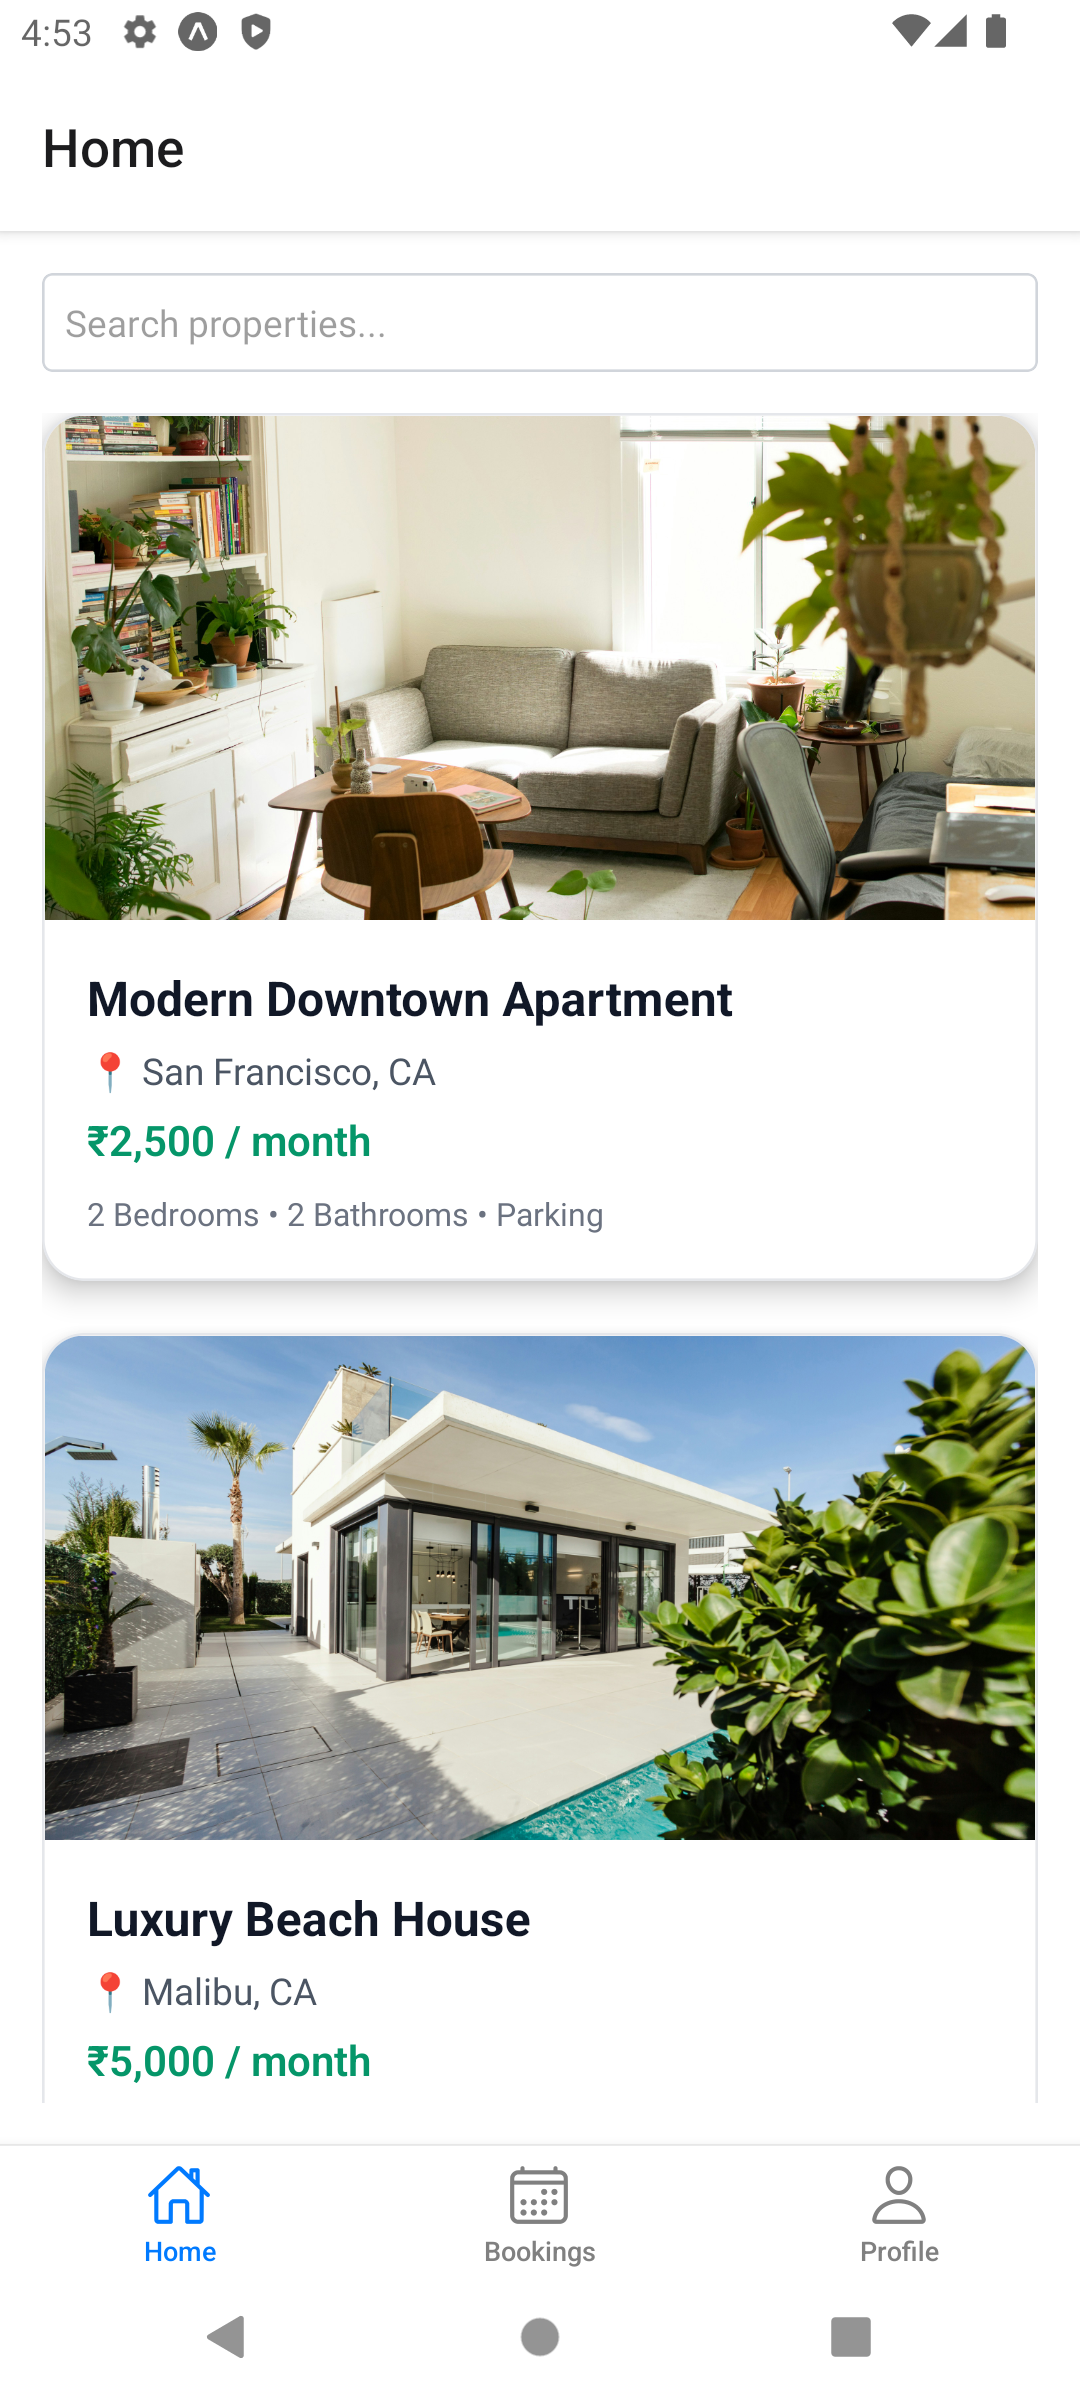 4:53
Home
Search properties...
Modern Downtown Apartment
📍 San Francisco, CA
₹2,500 / month
2 Bedrooms • 2 Bathrooms • Parking
Luxury Beach House
📍 Malibu, CA
₹5,000 / month
Home
Bookings
Profile